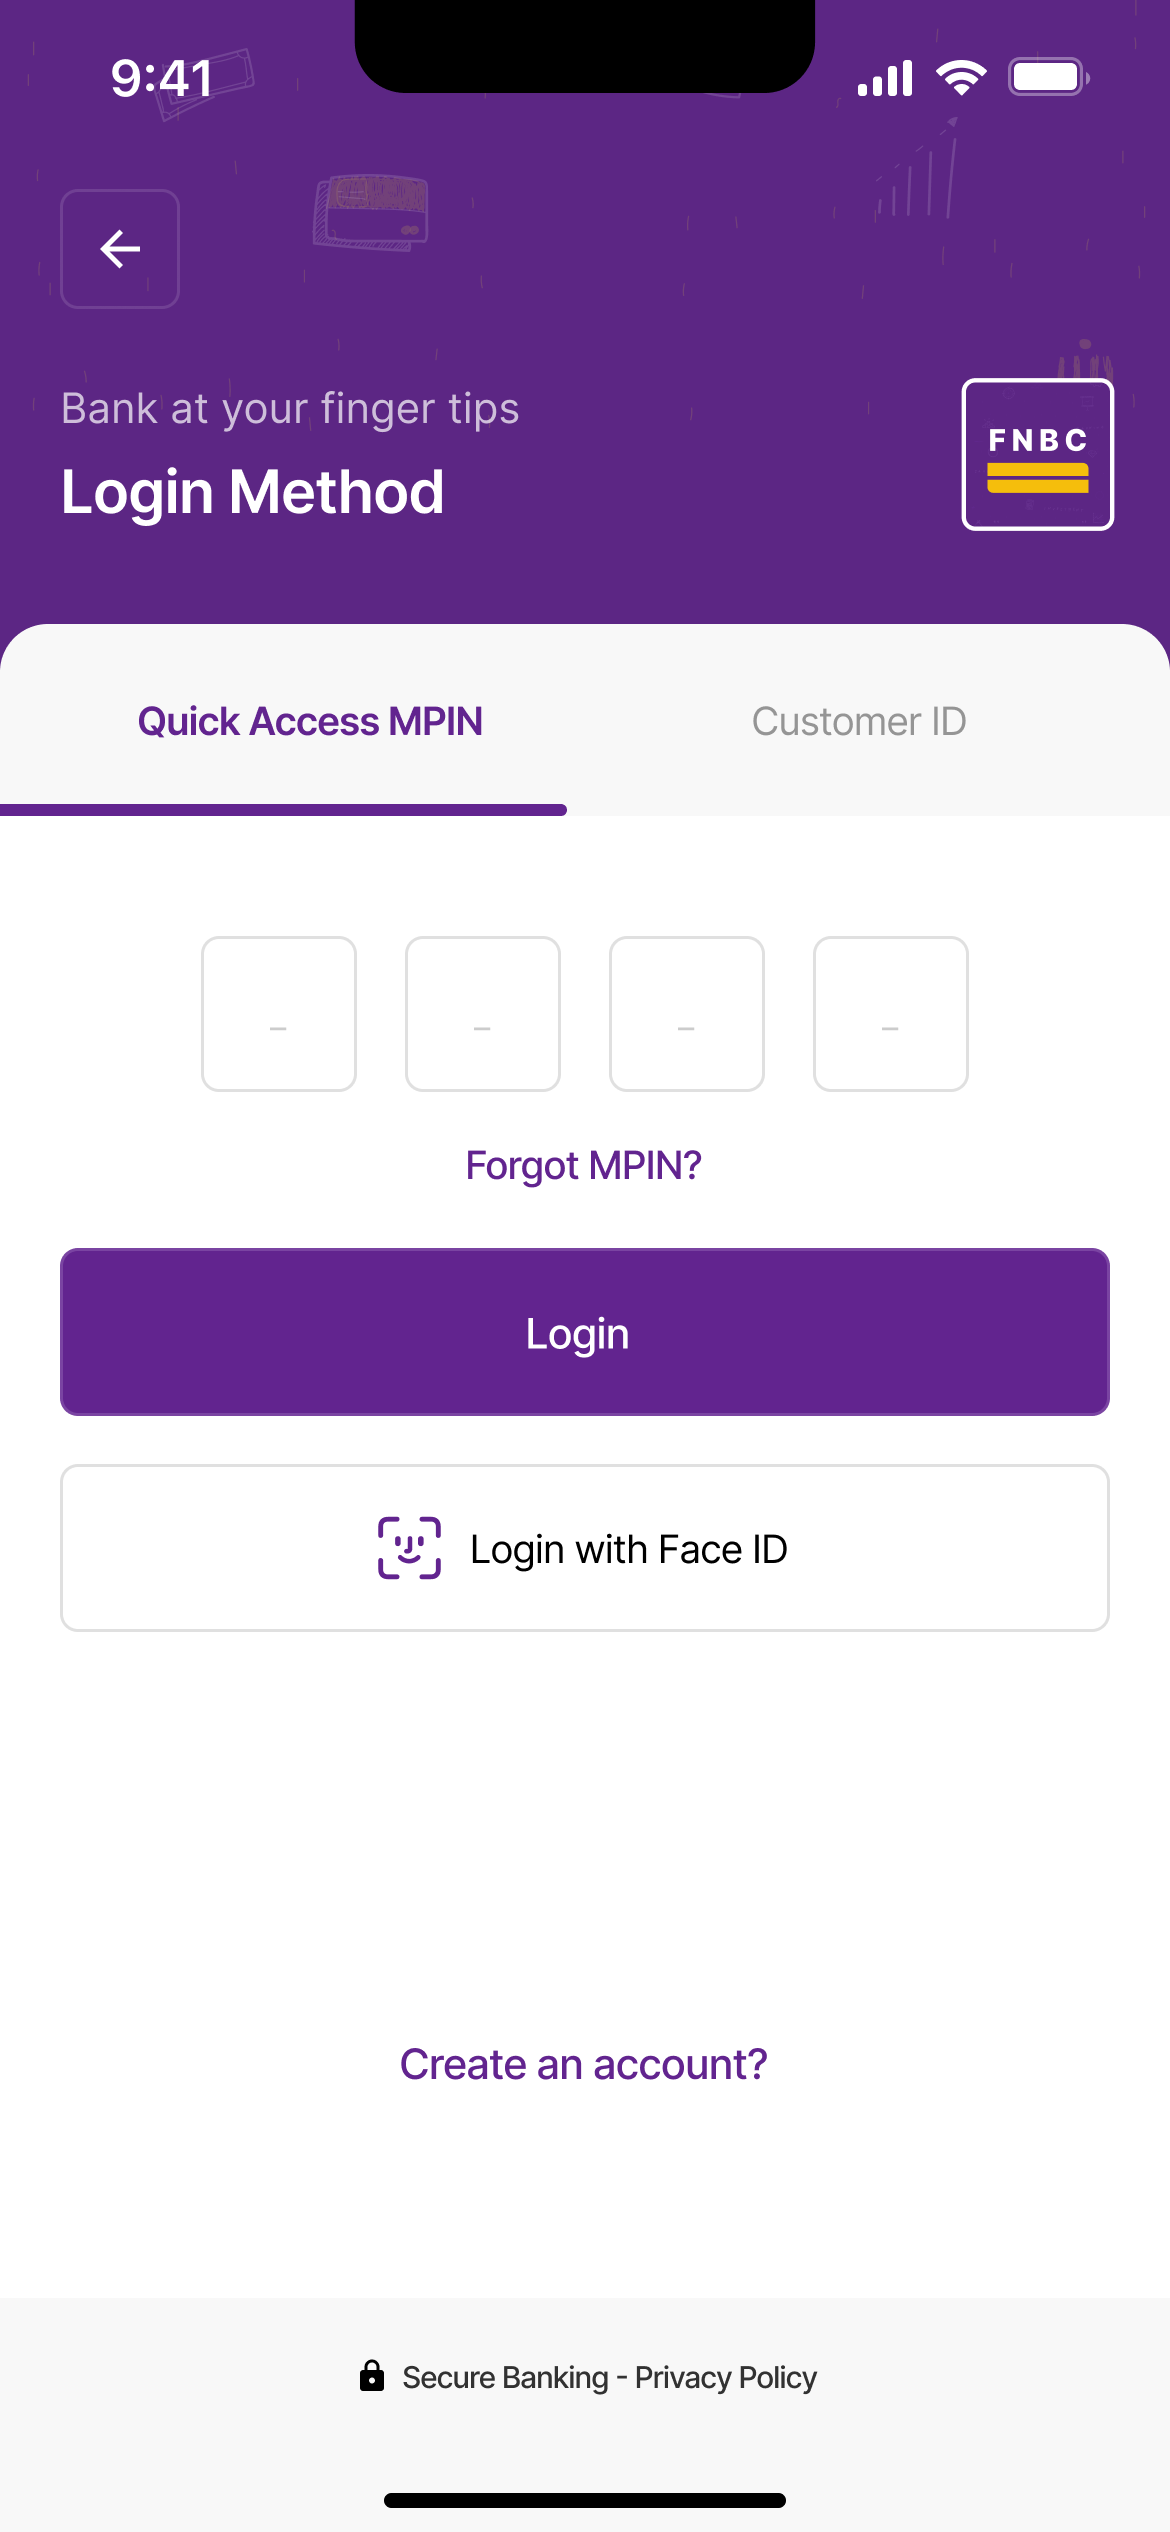 9:41
Bank at your finger tips
Login Method
FNBC
Quick Access MPIN
Customer ID
- - - -
Forgot MPIN?
Login
Login with Face ID
Create an account?
Secure Banking - Privacy Policy